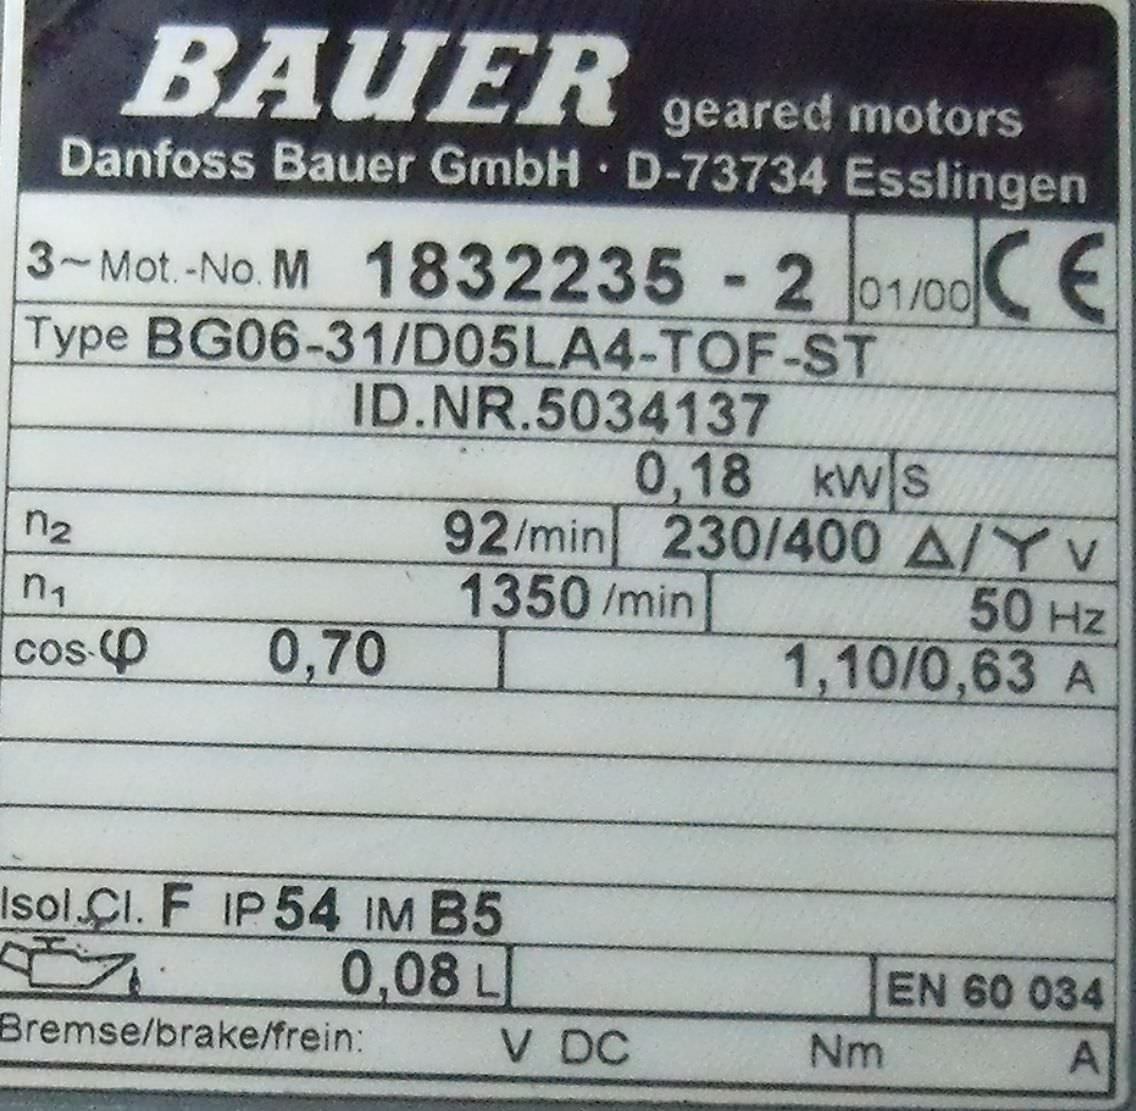 BAUER geared motors
Danfoss Bauer GmbH · D-73734 Esslingen
3~Mot.-No. M 1832235 - 2 01/00 CE
Type BG06-31/D05LA4-TOF-ST
ID.NR.5034137
0,18 kW S
n2 92/min 230/400 Δ/Y V
n1 1350 /min 50 Hz
cos φ 0,70 1,10/0,63 A
Isol.Cl. F IP 54 IM B5
0,08 L EN 60 034
Bremse/brake/frein: V DC Nm A